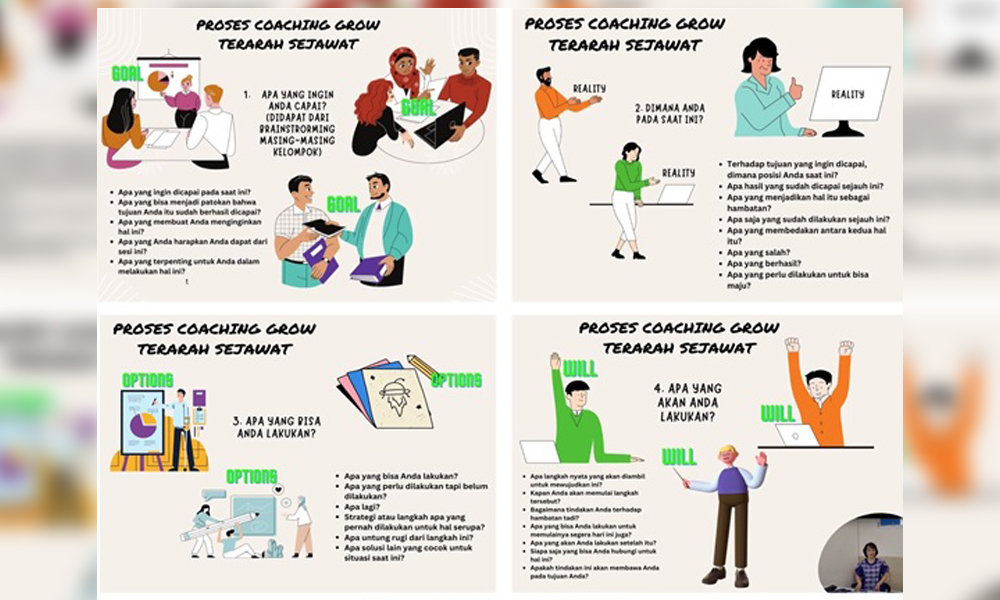 PROSES COACHING GROW
TERARAH SEJAWAT
GOAL
1. APA YANG INGIN
ANDA CAPAI?
(DIDAPAT DARI
BRAINSTRORMING
MASING-MASING
KELOMPOK)
GOAL
GOAL
• Apa yang ingin dicapai pada saat ini?
• Apa yang bisa menjadi patokan bahwa
tujuan Anda itu sudah berhasil dicapai?
• Apa yang membuat Anda menginginkan
hal ini?
• Apa yang Anda harapkan Anda dapat dari
sesi ini?
• Apa yang terpenting untuk Anda dalam
melakukan hal ini?
PROSES COACHING GROW
TERARAH SEJAWAT
REALITY
2. DIMANA ANDA
PADA SAAT INI?
REALITY
REALITY
• Terhadap tujuan yang ingin dicapai,
dimana posisi Anda saat ini?
• Apa hasil yang sudah dicapai sejauh ini?
• Apa yang menjadikan hal itu sebagai
hambatan?
• Apa saja yang sudah dilakukan sejauh ini?
• Apa yang membedakan antara kedua hal
itu?
• Apa yang salah?
• Apa yang berhasil?
• Apa yang perlu dilakukan untuk bisa
maju?
PROSES COACHING GROW
TERARAH SEJAWAT
OPTIONS
OPTIONS
3. APA YANG BISA
ANDA LAKUKAN?
OPTIONS
• Apa yang bisa Anda lakukan?
• Apa yang perlu dilakukan tapi belum
dilakukan?
• Apa lagi?
• Strategi atau langkah apa yang
pernah dilakukan untuk hal serupa?
• Apa untung rugi dari langkah ini?
• Apa solusi lain yang cocok untuk
situasi saat ini?
PROSES COACHING GROW
TERARAH SEJAWAT
WILL
4. APA YANG
AKAN ANDA
LAKUKAN?
WILL
WILL
• Apa langkah nyata yang akan diambil
untuk mewujudkan ini?
• Kapan Anda akan memulai langkah
tersebut?
• Bagaimana tindakan Anda terhadap
hambatan tadi?
• Apa yang bisa Anda lakukan untuk
memulainya segera hari ini juga?
• Apa yang akan Anda lakukan setelah itu?
• Siapa saja yang bisa Anda hubungi untuk
hal ini?
• Apakah tindakan ini akan membawa Anda
pada tujuan Anda?